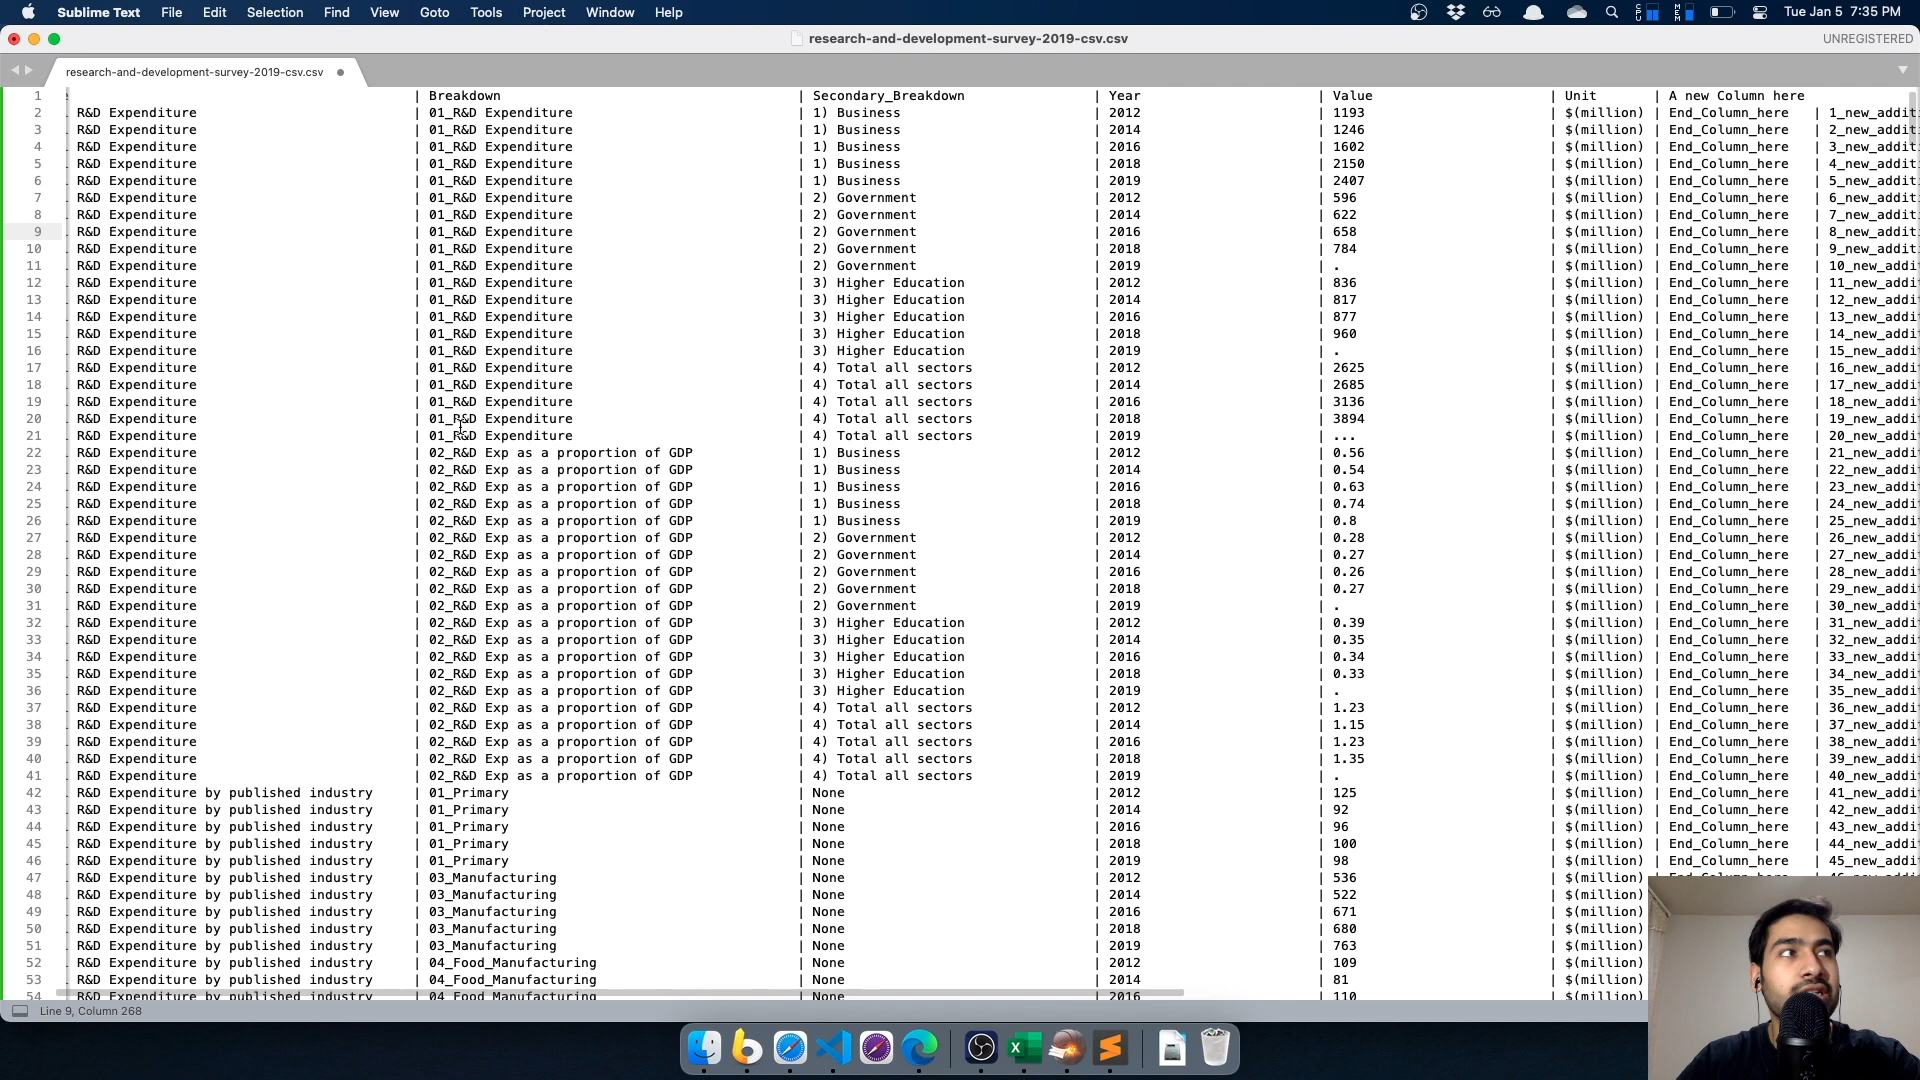 Sublime Text File Edit Selection Find View Goto Tools Project Window Help Tue Jan 5 7:35 PM
research-and-development-survey-2019-csv.csv UNREGISTERED
research-and-development-survey-2019-csv.csv
1 | Breakdown | Secondary_Breakdown | Year | Value | Unit | A new Column here
2 R&D Expenditure | 01_R&D Expenditure | 1) Business | 2012 | 1193 | $(million) | End_Column_here | 1_new_addit
3 R&D Expenditure | 01_R&D Expenditure | 1) Business | 2014 | 1246 | $(million) | End_Column_here | 2_new_addit
4 R&D Expenditure | 01_R&D Expenditure | 1) Business | 2016 | 1602 | $(million) | End_Column_here | 3_new_addit
5 R&D Expenditure | 01_R&D Expenditure | 1) Business | 2018 | 2150 | $(million) | End_Column_here | 4_new_addit
6 R&D Expenditure | 01_R&D Expenditure | 1) Business | 2019 | 2407 | $(million) | End_Column_here | 5_new_addit
7 R&D Expenditure | 01_R&D Expenditure | 2) Government | 2012 | 596 | $(million) | End_Column_here | 6_new_addit
8 R&D Expenditure | 01_R&D Expenditure | 2) Government | 2014 | 622 | $(million) | End_Column_here | 7_new_addit
9 R&D Expenditure | 01_R&D Expenditure | 2) Government | 2016 | 658 | $(million) | End_Column_here | 8_new_addit
10 R&D Expenditure | 01_R&D Expenditure | 2) Government | 2018 | 784 | $(million) | End_Column_here | 9_new_addit
11 R&D Expenditure | 01_R&D Expenditure | 2) Government | 2019 | . | $(million) | End_Column_here | 10_new_addi
12 R&D Expenditure | 01_R&D Expenditure | 3) Higher Education | 2012 | 836 | $(million) | End_Column_here | 11_new_addi
13 R&D Expenditure | 01_R&D Expenditure | 3) Higher Education | 2014 | 817 | $(million) | End_Column_here | 12_new_addi
14 R&D Expenditure | 01_R&D Expenditure | 3) Higher Education | 2016 | 877 | $(million) | End_Column_here | 13_new_addi
15 R&D Expenditure | 01_R&D Expenditure | 3) Higher Education | 2018 | 960 | $(million) | End_Column_here | 14_new_addi
16 R&D Expenditure | 01_R&D Expenditure | 3) Higher Education | 2019 | . | $(million) | End_Column_here | 15_new_addi
17 R&D Expenditure | 01_R&D Expenditure | 4) Total all sectors | 2012 | 2625 | $(million) | End_Column_here | 16_new_addi
18 R&D Expenditure | 01_R&D Expenditure | 4) Total all sectors | 2014 | 2685 | $(million) | End_Column_here | 17_new_addi
19 R&D Expenditure | 01_R&D Expenditure | 4) Total all sectors | 2016 | 3136 | $(million) | End_Column_here | 18_new_addi
20 R&D Expenditure | 01_R&D Expenditure | 4) Total all sectors | 2018 | 3894 | $(million) | End_Column_here | 19_new_addi
21 R&D Expenditure | 01_R&D Expenditure | 4) Total all sectors | 2019 | ... | $(million) | End_Column_here | 20_new_addi
22 R&D Expenditure | 02_R&D Exp as a proportion of GDP | 1) Business | 2012 | 0.56 | $(million) | End_Column_here | 21_new_addi
23 R&D Expenditure | 02_R&D Exp as a proportion of GDP | 1) Business | 2014 | 0.54 | $(million) | End_Column_here | 22_new_addi
24 R&D Expenditure | 02_R&D Exp as a proportion of GDP | 1) Business | 2016 | 0.63 | $(million) | End_Column_here | 23_new_addi
25 R&D Expenditure | 02_R&D Exp as a proportion of GDP | 1) Business | 2018 | 0.74 | $(million) | End_Column_here | 24_new_addi
26 R&D Expenditure | 02_R&D Exp as a proportion of GDP | 1) Business | 2019 | 0.8 | $(million) | End_Column_here | 25_new_addi
27 R&D Expenditure | 02_R&D Exp as a proportion of GDP | 2) Government | 2012 | 0.28 | $(million) | End_Column_here | 26_new_addi
28 R&D Expenditure | 02_R&D Exp as a proportion of GDP | 2) Government | 2014 | 0.27 | $(million) | End_Column_here | 27_new_addi
29 R&D Expenditure | 02_R&D Exp as a proportion of GDP | 2) Government | 2016 | 0.26 | $(million) | End_Column_here | 28_new_addi
30 R&D Expenditure | 02_R&D Exp as a proportion of GDP | 2) Government | 2018 | 0.27 | $(million) | End_Column_here | 29_new_addi
31 R&D Expenditure | 02_R&D Exp as a proportion of GDP | 2) Government | 2019 | . | $(million) | End_Column_here | 30_new_addi
32 R&D Expenditure | 02_R&D Exp as a proportion of GDP | 3) Higher Education | 2012 | 0.39 | $(million) | End_Column_here | 31_new_addi
33 R&D Expenditure | 02_R&D Exp as a proportion of GDP | 3) Higher Education | 2014 | 0.35 | $(million) | End_Column_here | 32_new_addi
34 R&D Expenditure | 02_R&D Exp as a proportion of GDP | 3) Higher Education | 2016 | 0.34 | $(million) | End_Column_here | 33_new_addi
35 R&D Expenditure | 02_R&D Exp as a proportion of GDP | 3) Higher Education | 2018 | 0.33 | $(million) | End_Column_here | 34_new_addi
36 R&D Expenditure | 02_R&D Exp as a proportion of GDP | 3) Higher Education | 2019 | . | $(million) | End_Column_here | 35_new_addi
37 R&D Expenditure | 02_R&D Exp as a proportion of GDP | 4) Total all sectors | 2012 | 1.23 | $(million) | End_Column_here | 36_new_addi
38 R&D Expenditure | 02_R&D Exp as a proportion of GDP | 4) Total all sectors | 2014 | 1.15 | $(million) | End_Column_here | 37_new_addi
39 R&D Expenditure | 02_R&D Exp as a proportion of GDP | 4) Total all sectors | 2016 | 1.23 | $(million) | End_Column_here | 38_new_addi
40 R&D Expenditure | 02_R&D Exp as a proportion of GDP | 4) Total all sectors | 2018 | 1.35 | $(million) | End_Column_here | 39_new_addi
41 R&D Expenditure | 02_R&D Exp as a proportion of GDP | 4) Total all sectors | 2019 | . | $(million) | End_Column_here | 40_new_addi
42 R&D Expenditure by published industry | 01_Primary | None | 2012 | 125 | $(million) | End_Column_here | 41_new_addi
43 R&D Expenditure by published industry | 01_Primary | None | 2014 | 92 | $(million) | End_Column_here | 42_new_addi
44 R&D Expenditure by published industry | 01_Primary | None | 2016 | 96 | $(million) | End_Column_here | 43_new_addi
45 R&D Expenditure by published industry | 01_Primary | None | 2018 | 100 | $(million) | End_Column_here | 44_new_addi
46 R&D Expenditure by published industry | 01_Primary | None | 2019 | 98 | $(million) | End_Column_here | 45_new_addi
47 R&D Expenditure by published industry | 03_Manufacturing | None | 2012 | 536 | $(million)
48 R&D Expenditure by published industry | 03_Manufacturing | None | 2014 | 522 | $(million)
49 R&D Expenditure by published industry | 03_Manufacturing | None | 2016 | 671 | $(million)
50 R&D Expenditure by published industry | 03_Manufacturing | None | 2018 | 680 | $(million)
51 R&D Expenditure by published industry | 03_Manufacturing | None | 2019 | 763 | $(million)
52 R&D Expenditure by published industry | 04_Food_Manufacturing | None | 2012 | 109 | $(million)
53 R&D Expenditure by published industry | 04_Food_Manufacturing | None | 2014 | 81 | $(million)
54 R&D Expenditure by published industry | 04_Food_Manufacturing | None | 2016 | 110 | $(million)
Line 9, Column 268